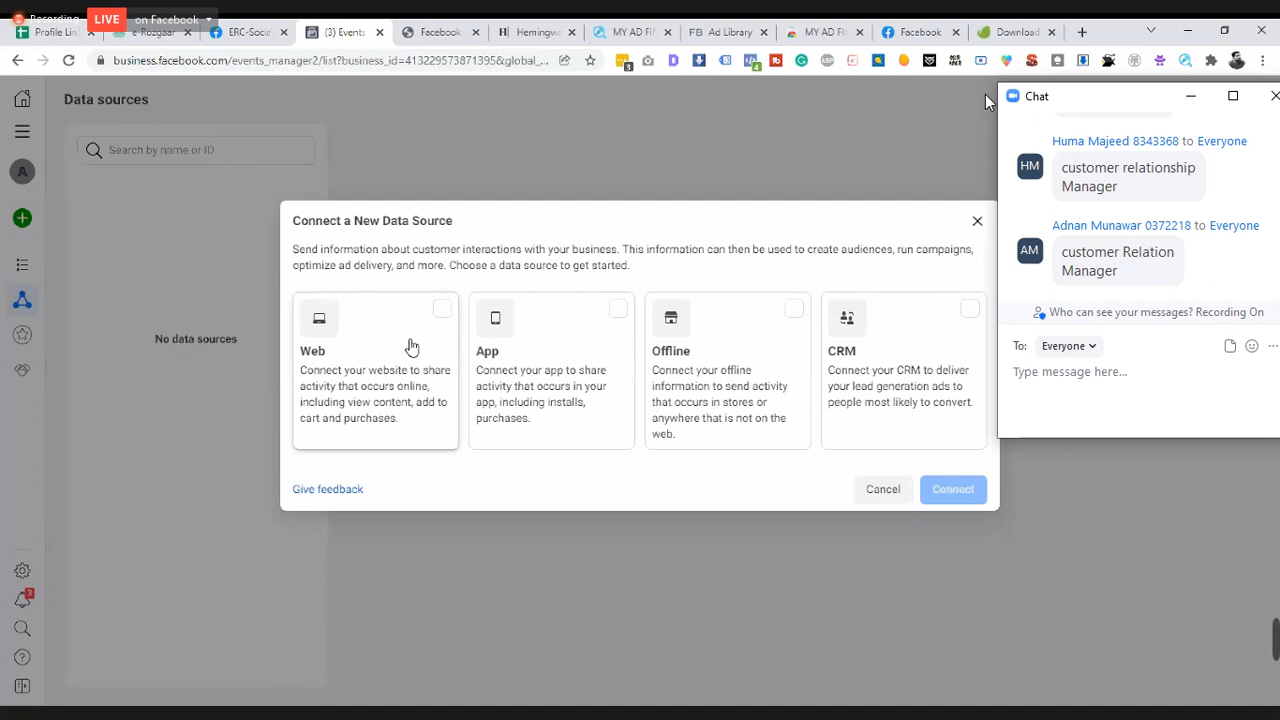 Recording
LIVE
on Facebook
Profile Lin
e-Rozgaar
ERC-Social
(3) Events
Facebook
Hemingwa
MY AD FI
Ad Library
MY AD FI
Facebook
Download
business.facebook.com/events_manager2/list?business_id=413229573871395&global_...
Data sources
Search by name or ID
A
No data sources
Connect a New Data Source
Send information about customer interactions with your business. This information can then be used to create audiences, run campaigns,
optimize ad delivery, and more. Choose a data source to get started.
Web
Connect your website to share
activity that occurs online,
including view content, add to
cart and purchases.
App
Connect your app to share
activity that occurs in your
app, including installs,
purchases.
Offline
Connect your offline
information to send activity
that occurs in stores or
anywhere that is not on the
web.
CRM
Connect your CRM to deliver
your lead generation ads to
people most likely to convert.
Give feedback
Cancel
Connect
Chat
Huma Majeed 8343368 to Everyone
HM
customer relationship
Manager
Adnan Munawar 0372218 to Everyone
AM
customer Relation
Manager
Who can see your messages? Recording On
To: Everyone
Type message here...